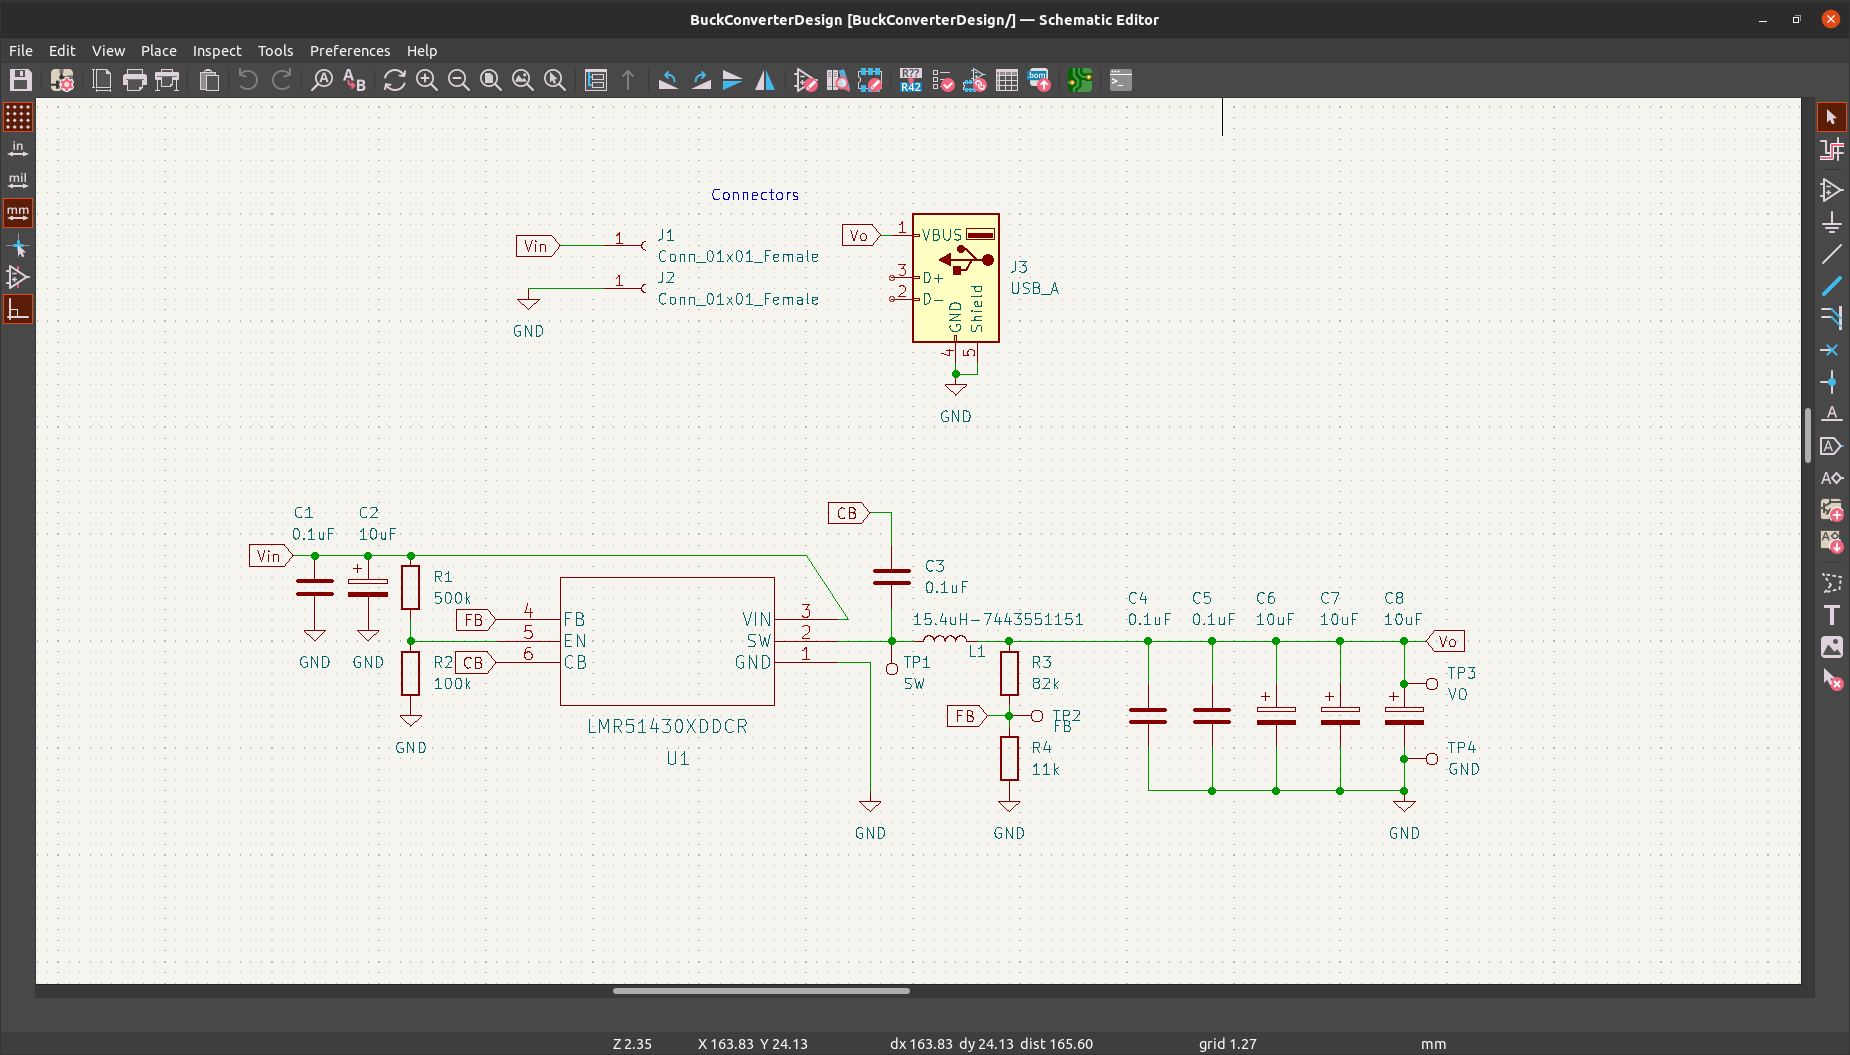 BuckConverterDesign [BuckConverterDesign/] — Schematic Editor
File Edit View Place Inspect Tools Preferences Help
A
A B
R??
R42
.bom
>_
in
mil
mm
A
A
A
A
T
Connectors
Vin 1 J1
Conn_01x01_Female
1 J2
Conn_01x01_Female
GND
Vo 1 VBUS
3 D+
2 D-
GND
Shield
4
5
J3
USB_A
GND
CB
C1
0.1uF
C2
10uF
Vin
+
GND
GND
R1
500k
R2
100k
GND
FB 4 FB
5 EN
CB 6 CB
VIN 3
SW 2
GND 1
LMR51430XDDCR
U1
C3
0.1uF
15.4uH-7443551151
L1
TP1
SW
GND
R3
82k
FB
TP2
FB
R4
11k
GND
C4
0.1uF
C5
0.1uF
C6
10uF
C7
10uF
C8
10uF
+
+
+
Vo
TP3
VO
TP4
GND
GND
Z 2.35 X 163.83 Y 24.13 dx 163.83 dy 24.13 dist 165.60 grid 1.27 mm